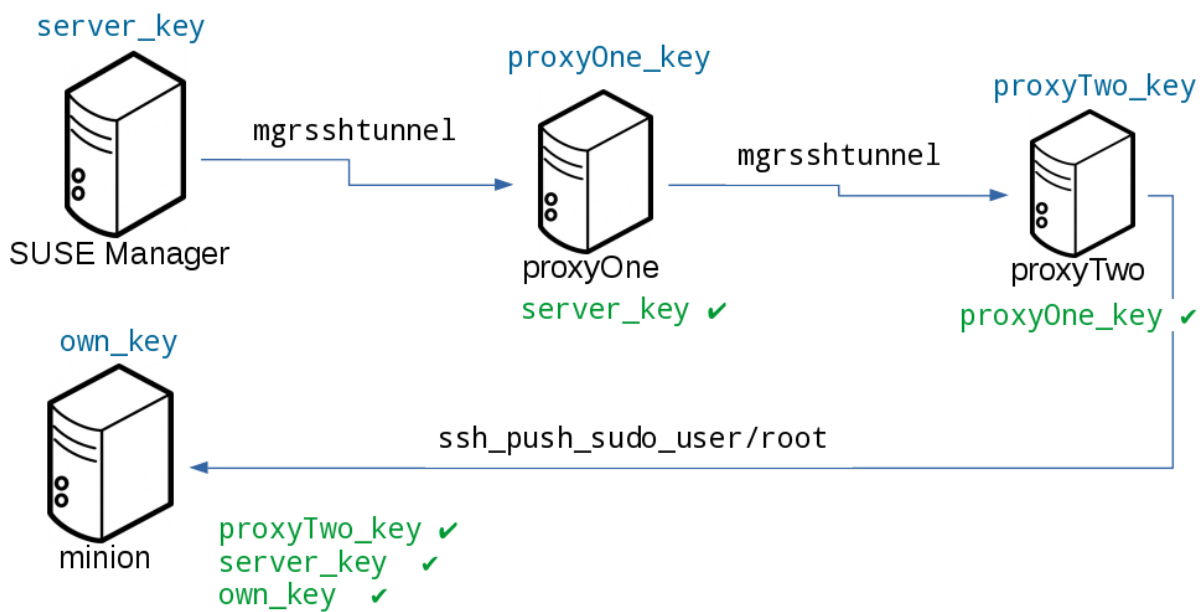 server_key
proxyOne_key
proxyTwo_key
mgrsshtunnel
mgrsshtunnel
SUSE Manager
proxyOne
proxyTwo
server_key ✔
proxyOne_key ✔
own_key
ssh_push_sudo_user/root
minion
proxyTwo_key ✔
server_key ✔
own_key ✔